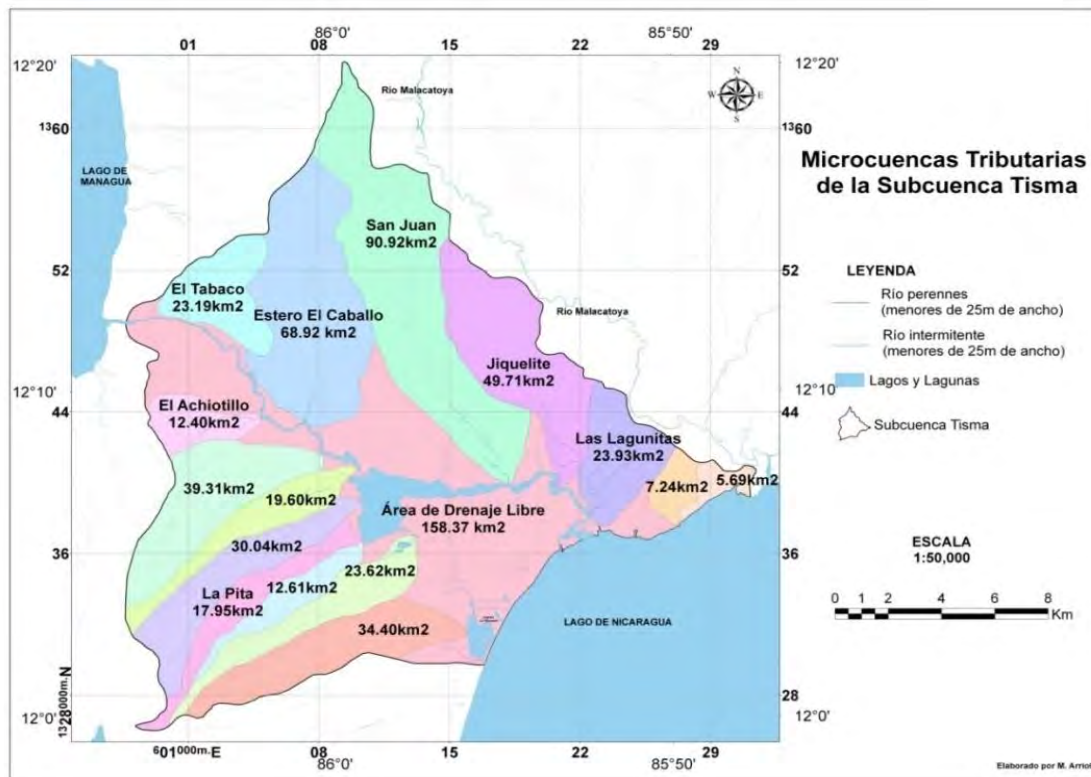 86°0'
85°50'
01
08
15
22
29
12°20'
12°20'
Río Malacatoya
1360
1360
LAGO DE
MANAGUA
Microcuencas Tributarias
de la Subcuenca Tisma
San Juan
90.92km2
52
52
LEYENDA
El Tabaco
23.19km2
Estero El Caballo
68.92 km2
Río perennes
(menores de 25m de ancho)
Río Malacatoya
Río intermitente
(menores de 25m de ancho)
Jiquelite
49.71km2
Lagos y Lagunas
12°10'
12°10'
El Achiotillo
12.40km2
44
44
Subcuenca Tisma
Las Lagunitas
23.93km2
39.31km2
19.60km2
7.24km2
5.69km2
Área de Drenaje Libre
158.37 km2
30.04km2
36
36
ESCALA
1:50,000
23.62km2
12.61km2
La Pita
17.95km2
0 2 4 6 8
Km
34.40km2
LAGO DE NICARAGUA
1328000m.N
28
12°0'
12°0'
601000m.E
08
15
22
29
86°0'
85°50'